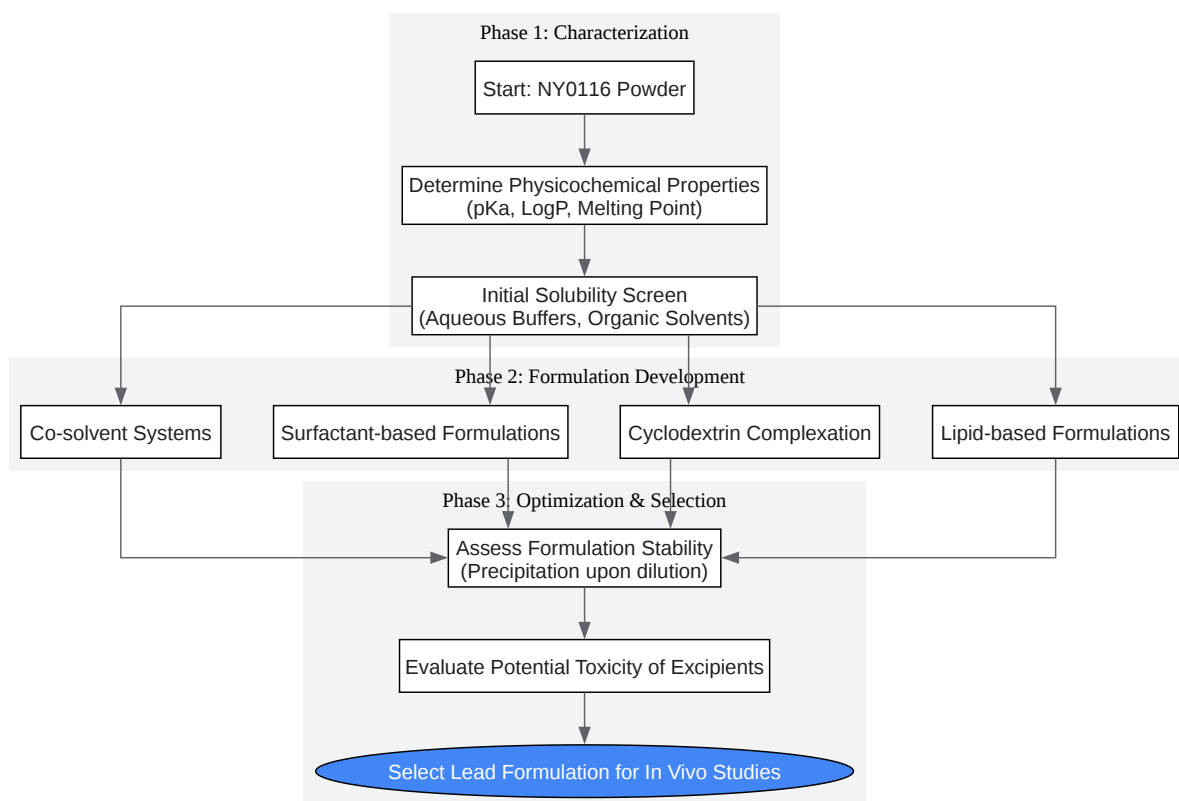 Phase 1: Characterization
Start: NY0116 Powder
Determine Physicochemical Properties
(pKa, LogP, Melting Point)
Initial Solubility Screen
(Aqueous Buffers, Organic Solvents)
Phase 2: Formulation Development
Co-solvent Systems
Surfactant-based Formulations
Cyclodextrin Complexation
Lipid-based Formulations
Phase 3: Optimization & Selection
Assess Formulation Stability
(Precipitation upon dilution)
Evaluate Potential Toxicity of Excipients
Select Lead Formulation for In Vivo Studies